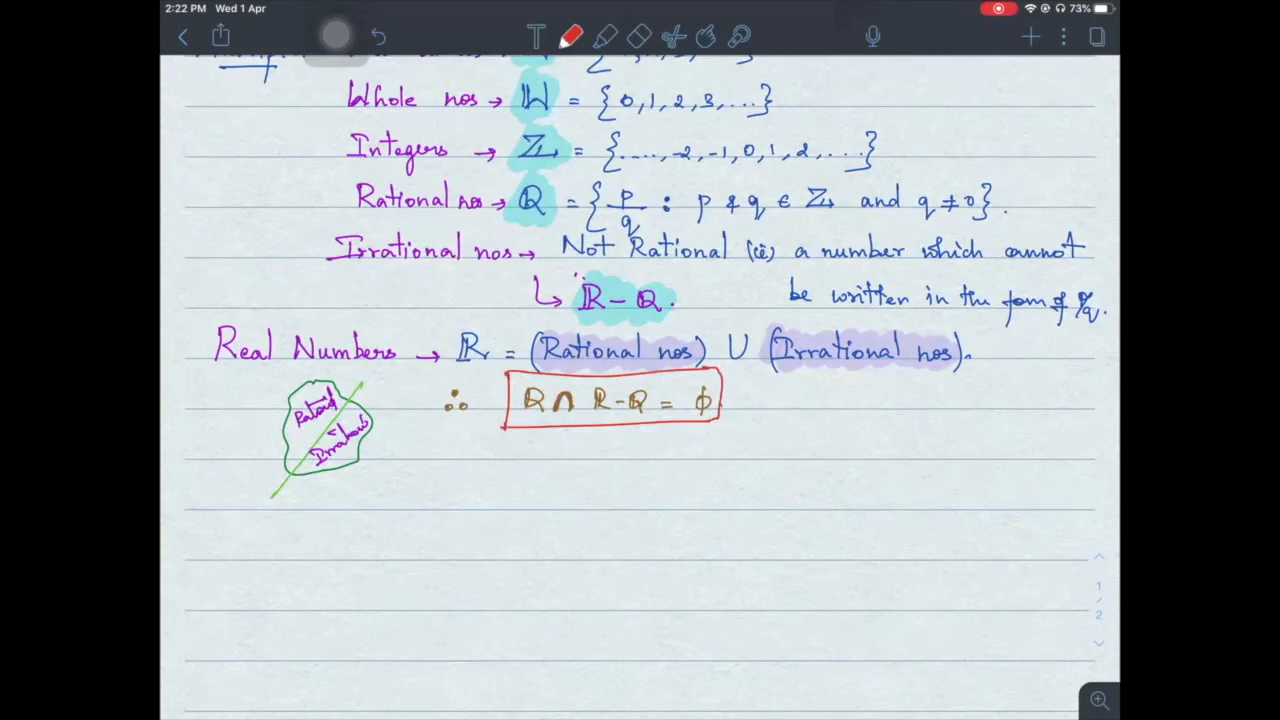 2:22 PM Wed 1 Apr
73%
T
Whole nos → W = {0, 1, 2, 3, ...}
Integers → Z = {...., -2, -1, 0, 1, 2, ....}
Rational nos → Q = {p/q : p & q ∈ Z and q ≠ 0}.
Irrational nos → Not Rational (ie) a number which cannot
be written in the form of p/q.
↳ R - Q.
Real Numbers → R = (Rational nos) ∪ (Irrational nos).
∴ Q ∩ R - Q = ϕ
1
/
2